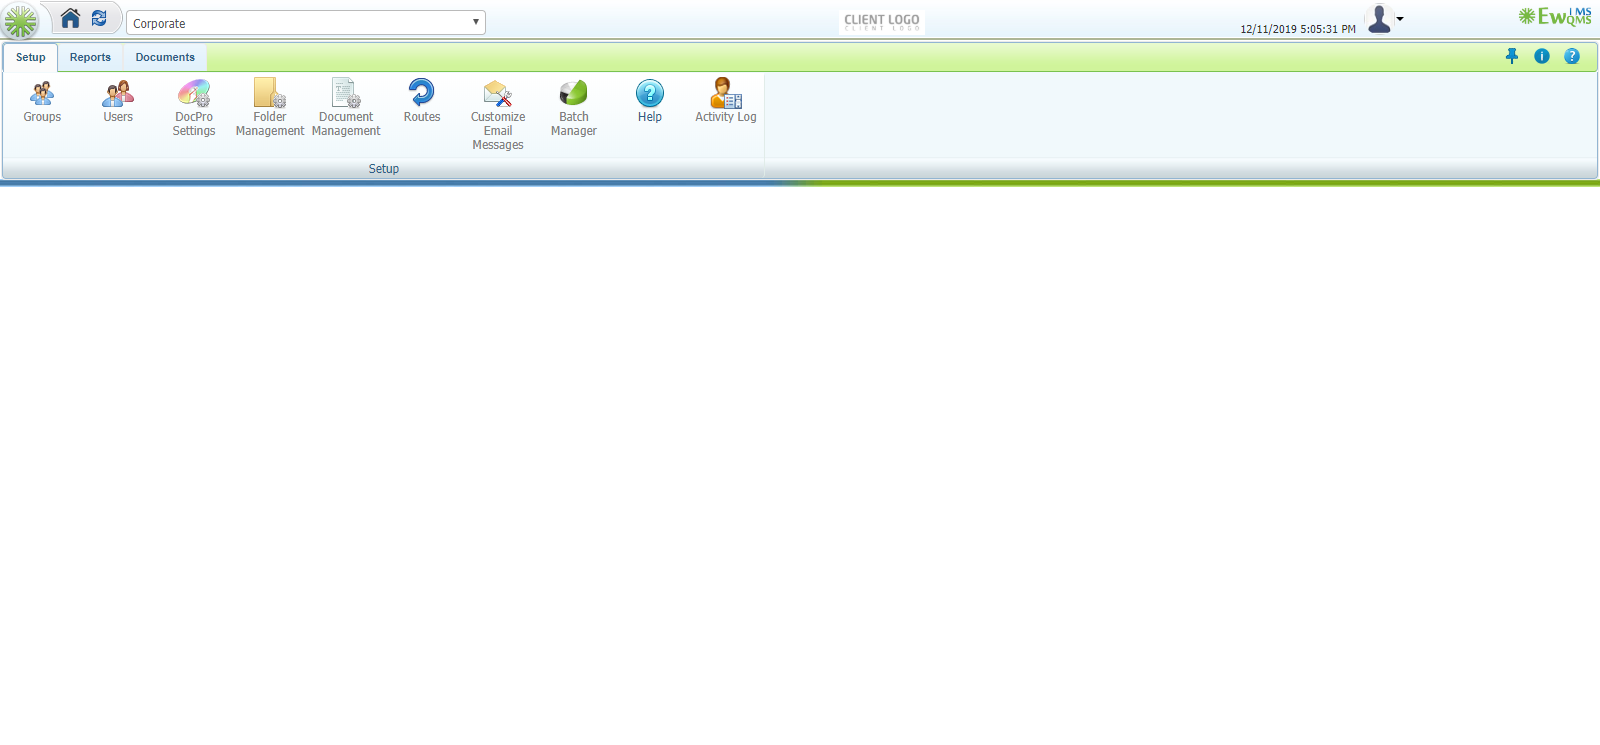 Corporate
CLIENT LOGO
CLIENT LOGO
12/11/2019 5:05:31 PM
EwQMS
IMS
Setup
Reports
Documents
Groups
Users
DocPro
Settings
Folder
Management
Document
Management
Routes
Customize
Email
Messages
Batch
Manager
Help
Activity Log
Setup